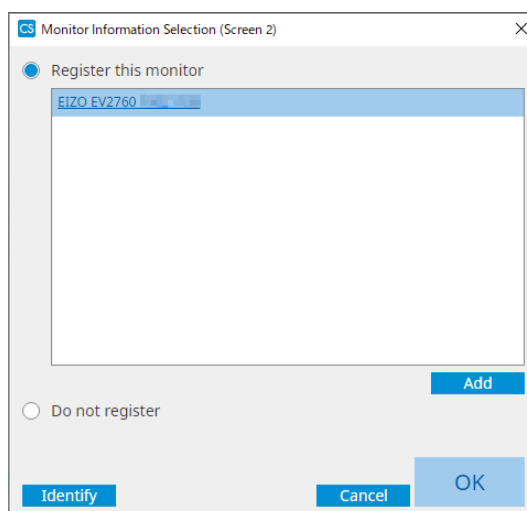 CS Monitor Information Selection (Screen 2)
Register this monitor
EIZO EV2760
Add
Do not register
OK
Identify
Cancel